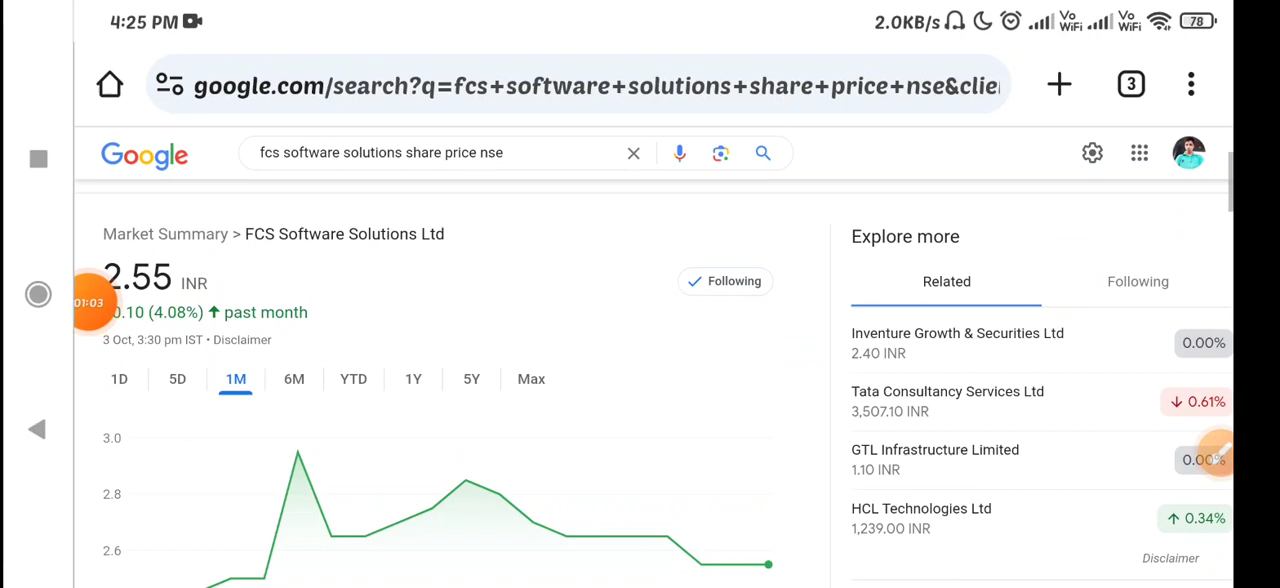 4:25 PM
2.0KB/s
Vo WiFi
Vo WiFi
78
google.com/search?q=fcs+software+solutions+share+price+nse&clie
3
Google
fcs software solutions share price nse
Market Summary > FCS Software Solutions Ltd
2.55 INR
Following
01:03
0.10 (4.08%) ↑ past month
3 Oct, 3:30 pm IST • Disclaimer
1D
5D
1M
6M
YTD
1Y
5Y
Max
3.0
2.8
2.6
Explore more
Related
Following
Inventure Growth & Securities Ltd
2.40 INR
0.00%
Tata Consultancy Services Ltd
3,507.10 INR
↓ 0.61%
GTL Infrastructure Limited
1.10 INR
0.00%
HCL Technologies Ltd
1,239.00 INR
↑ 0.34%
Disclaimer